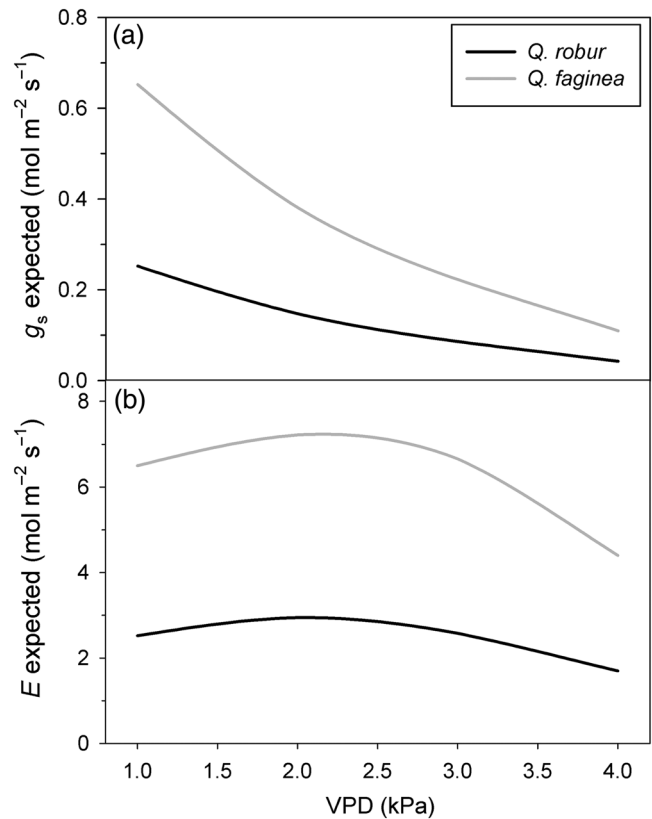 (a)
Q. robur
Q. faginea
gs expected (mol m−2 s−1)
0.8
0.6
0.4
0.2
0.0
(b)
E expected (mol m−2 s−1)
8
6
4
2
0
1.0 1.5 2.0 2.5 3.0 3.5 4.0
VPD (kPa)